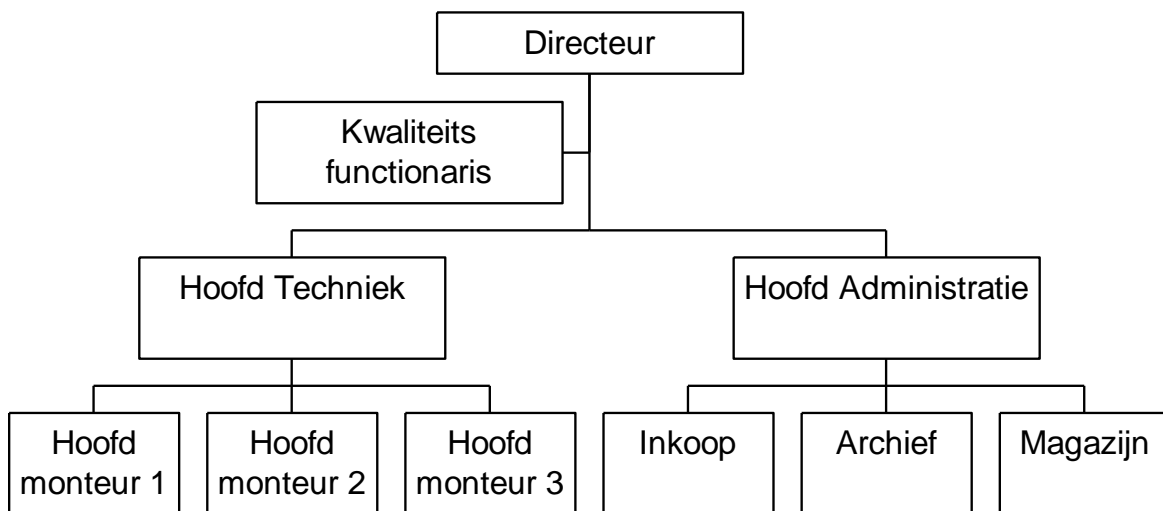 Directeur
Kwaliteits
functionaris
Hoofd Techniek
Hoofd Administratie
Hoofd
monteur 1
Hoofd
monteur 2
Hoofd
monteur 3
Inkoop
Archief
Magazijn